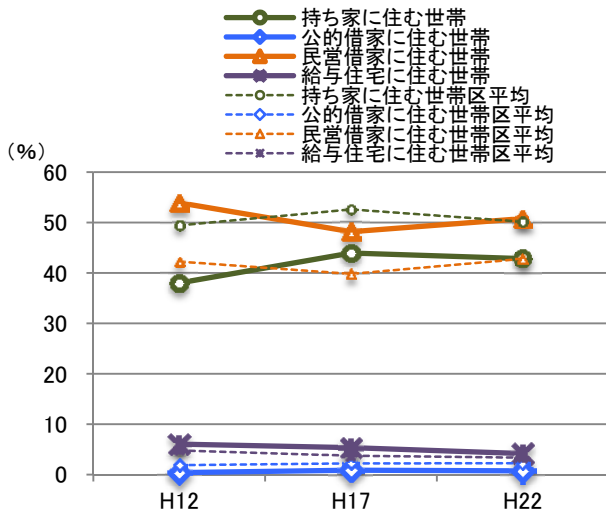 持ち家に住む世帯
公的借家に住む世帯
民営借家に住む世帯
給与住宅に住む世帯
持ち家に住む世帯区平均
公的借家に住む世帯区平均
民営借家に住む世帯区平均
給与住宅に住む世帯区平均
（%）
60
50
40
30
20
10
0
H12 H17 H22